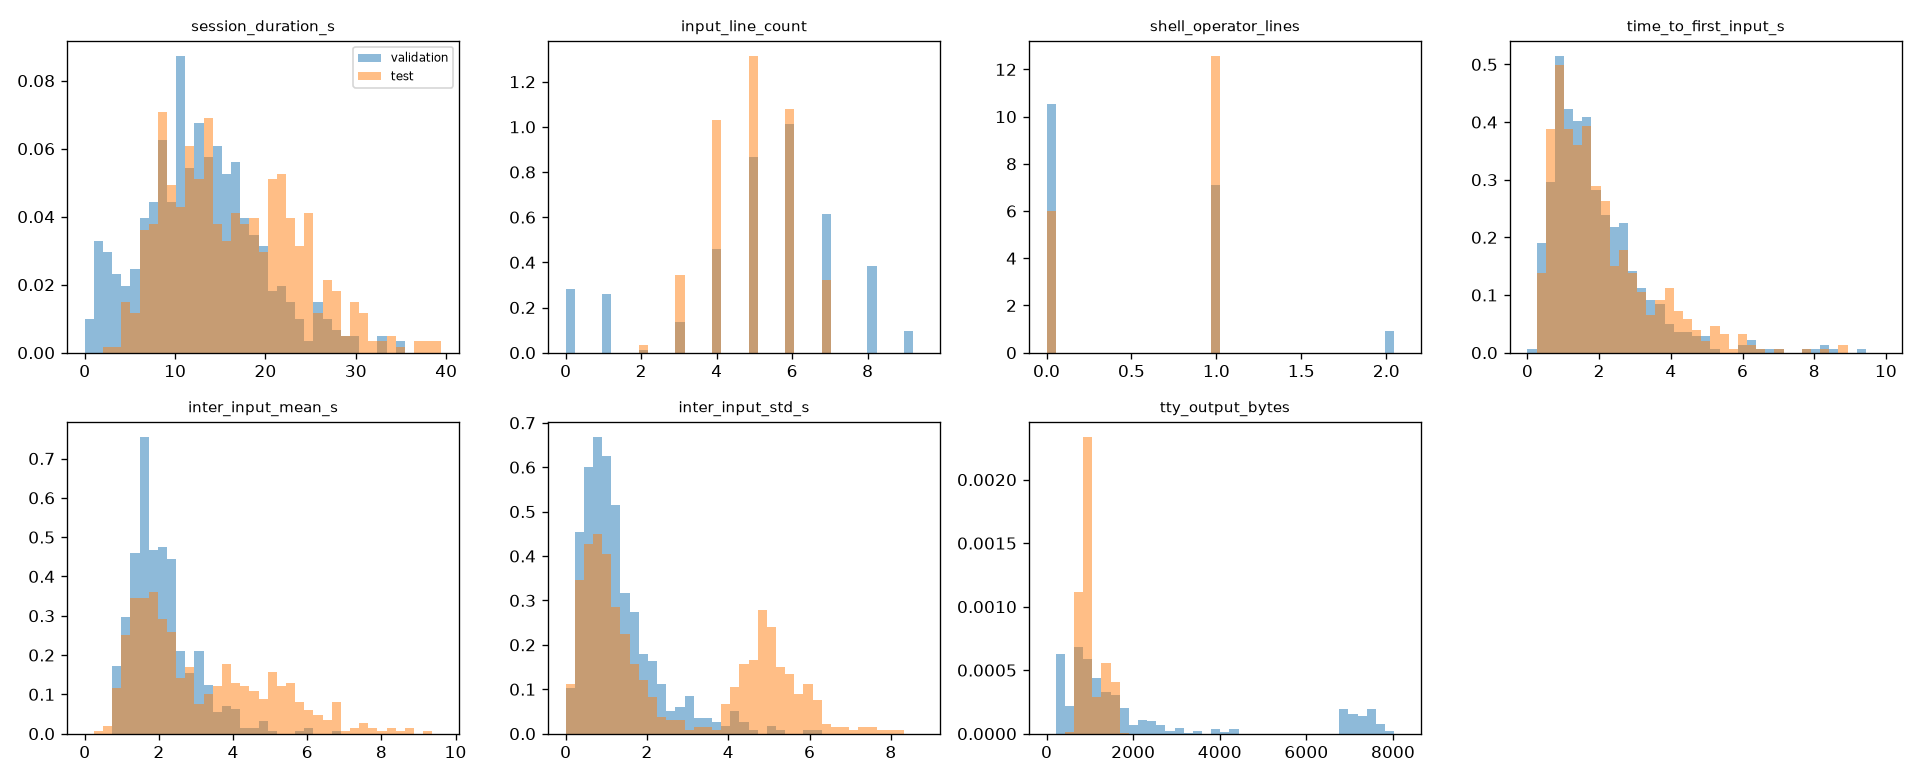 session_duration_s
validation
test
0.08
0.06
0.04
0.02
0.00
0 10 20 30 40
input_line_count
1.2
1.0
0.8
0.6
0.4
0.2
0.0
0 2 4 6 8
shell_operator_lines
12
10
8
6
4
2
0
0.0 0.5 1.0 1.5 2.0
time_to_first_input_s
0.5
0.4
0.3
0.2
0.1
0.0
0 2 4 6 8 10
inter_input_mean_s
0.7
0.6
0.5
0.4
0.3
0.2
0.1
0.0
0 2 4 6 8 10
inter_input_std_s
0.7
0.6
0.5
0.4
0.3
0.2
0.1
0.0
0 2 4 6 8
tty_output_bytes
0.0020
0.0015
0.0010
0.0005
0.0000
0 2000 4000 6000 8000